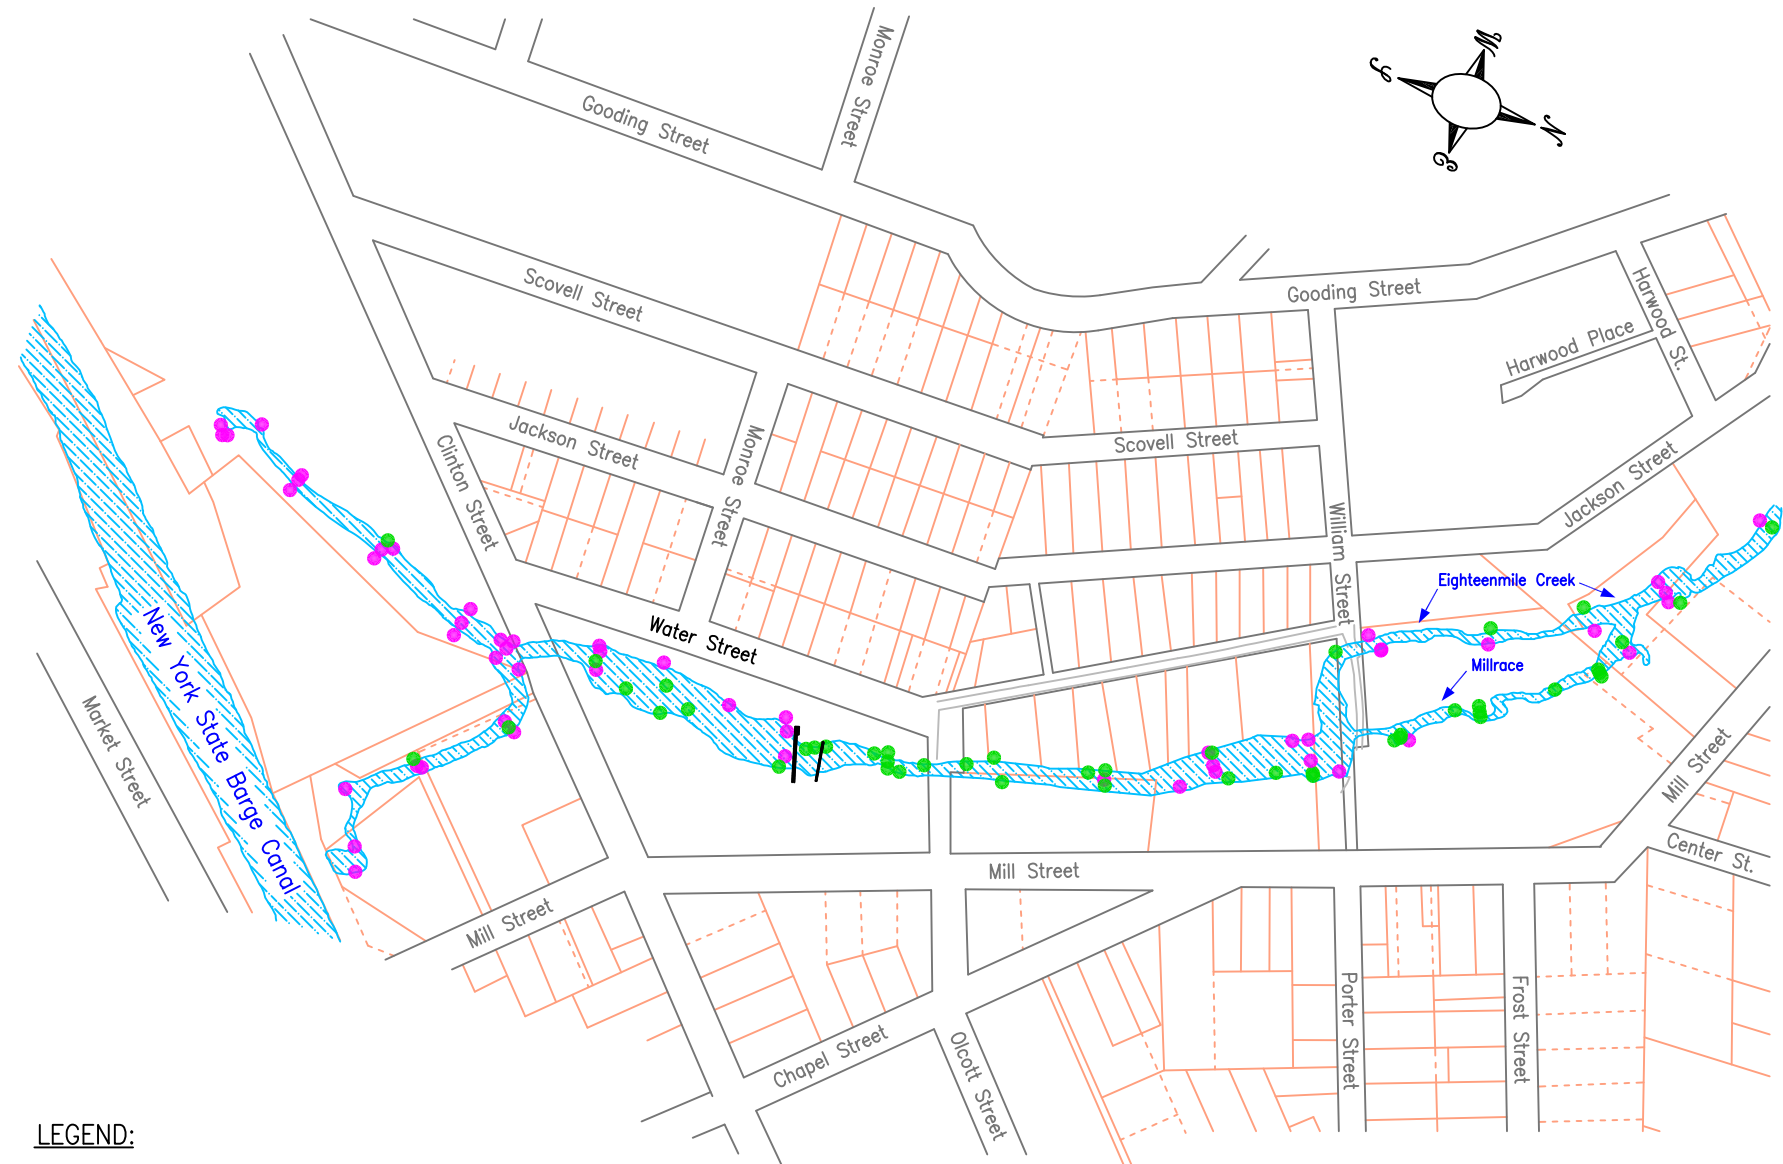 Monroe Street
W
S
N
E
Gooding Street
Scovell Street
Gooding Street
Harwood St.
Harwood Place
Jackson Street
Monroe Street
Clinton Street
Scovell Street
Jackson Street
William Street
Eighteenmile Creek
Water Street
Millrace
New York State Barge Canal
Market Street
Mill Street
Mill Street
Center St.
Mill Street
Chapel Street
Olcott Street
Porter Street
Frost Street
LEGEND: